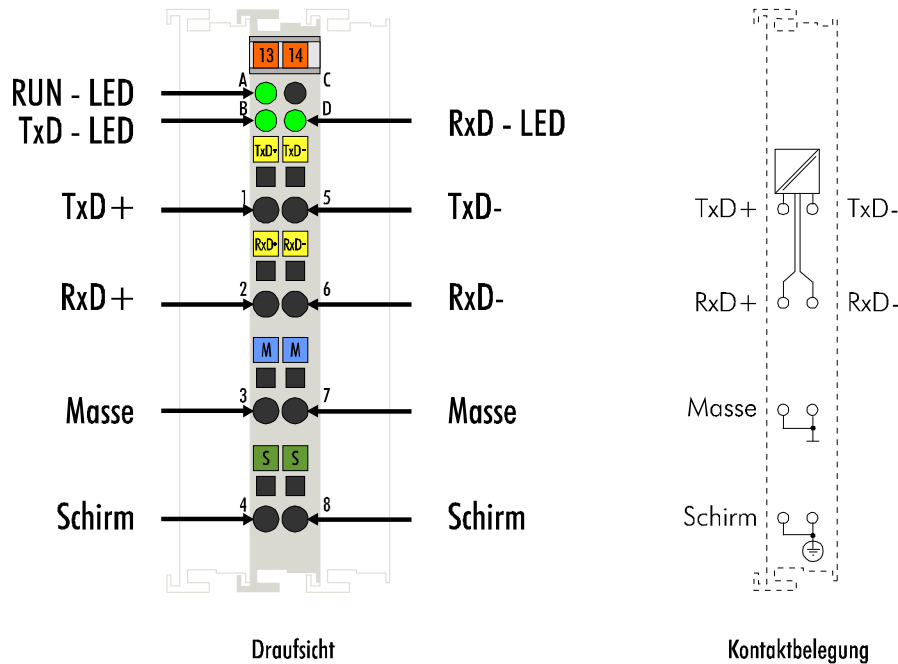 13 14
A C
RUN - LED
B D
TxD - LED RxD - LED
TxD+ TxD-
1 5
TxD+ TxD-
RxD+ RxD-
2 6
RxD+ RxD-
M M
3 7
Masse Masse
S S
4 8
Schirm Schirm
Draufsicht
TxD+ TxD-
RxD+ RxD-
Masse
Schirm
Kontaktbelegung